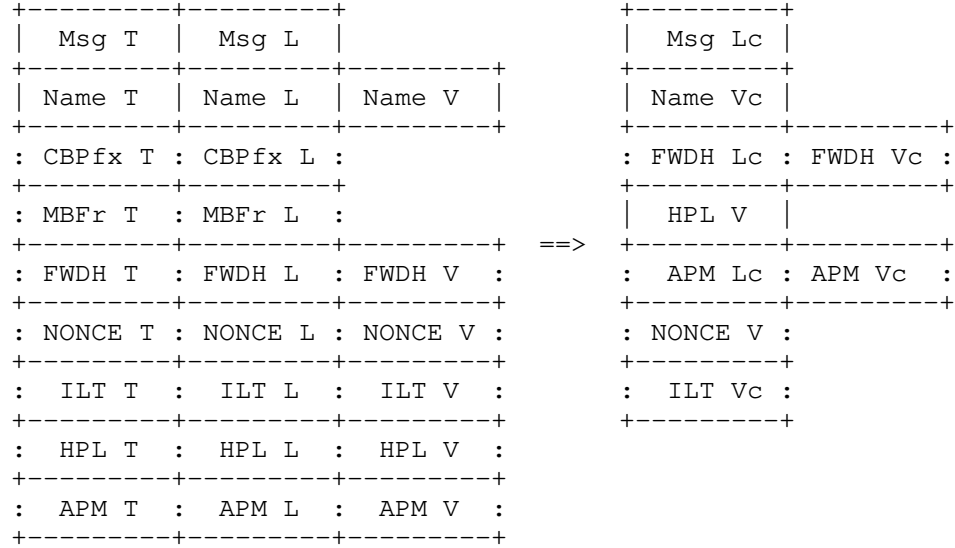 +---------+---------+                 +---------+
|  Msg T  |  Msg L  |                 |  Msg Lc |
+---------+---------+---------+       +---------+
| Name T  | Name L  | Name V  |       | Name Vc |
+---------+---------+---------+       +---------+---------+
: CBPfx T : CBPfx L :                 : FWDH Lc : FWDH Vc :
+---------+---------+                 +---------+---------+
: MBFr T  : MBFr L  :                 |  HPL V  |
+---------+---------+---------+  ==>  +---------+---------+
: FWDH T  : FWDH L  : FWDH V  :       :  APM Lc : APM Vc  :
+---------+---------+---------+       +---------+---------+
: NONCE T : NONCE L : NONCE V :       : NONCE V :
+---------+---------+---------+       +---------+
:  ILT T  :  ILT L  :  ILT V  :       :  ILT Vc :
+---------+---------+---------+       +---------+
:  HPL T  :  HPL L  :  HPL V  :
+---------+---------+---------+
:  APM T  :  APM L  :  APM V  :
+---------+---------+---------+